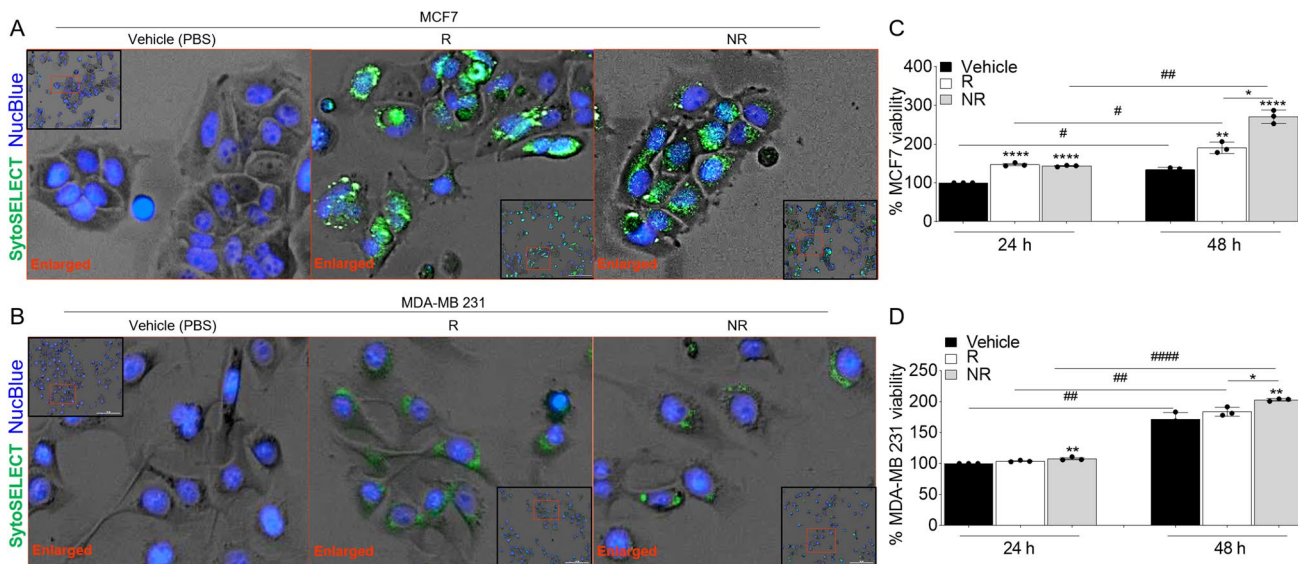 A
MCF7
Vehicle (PBS)
R
NR
SytoSELECT NucBlue
Enlarged
Enlarged
Enlarged
B
MDA-MB 231
Vehicle (PBS)
R
NR
SytoSELECT NucBlue
Enlarged
Enlarged
Enlarged
C
Vehicle
R
NR
% MCF7 viability
400
300
200
100
0
##
#
*
#
****
**
****
****
24 h
48 h
D
Vehicle
R
NR
% MDA-MB 231 viability
250
200
150
100
50
0
####
##
*
##
**
**
24 h
48 h